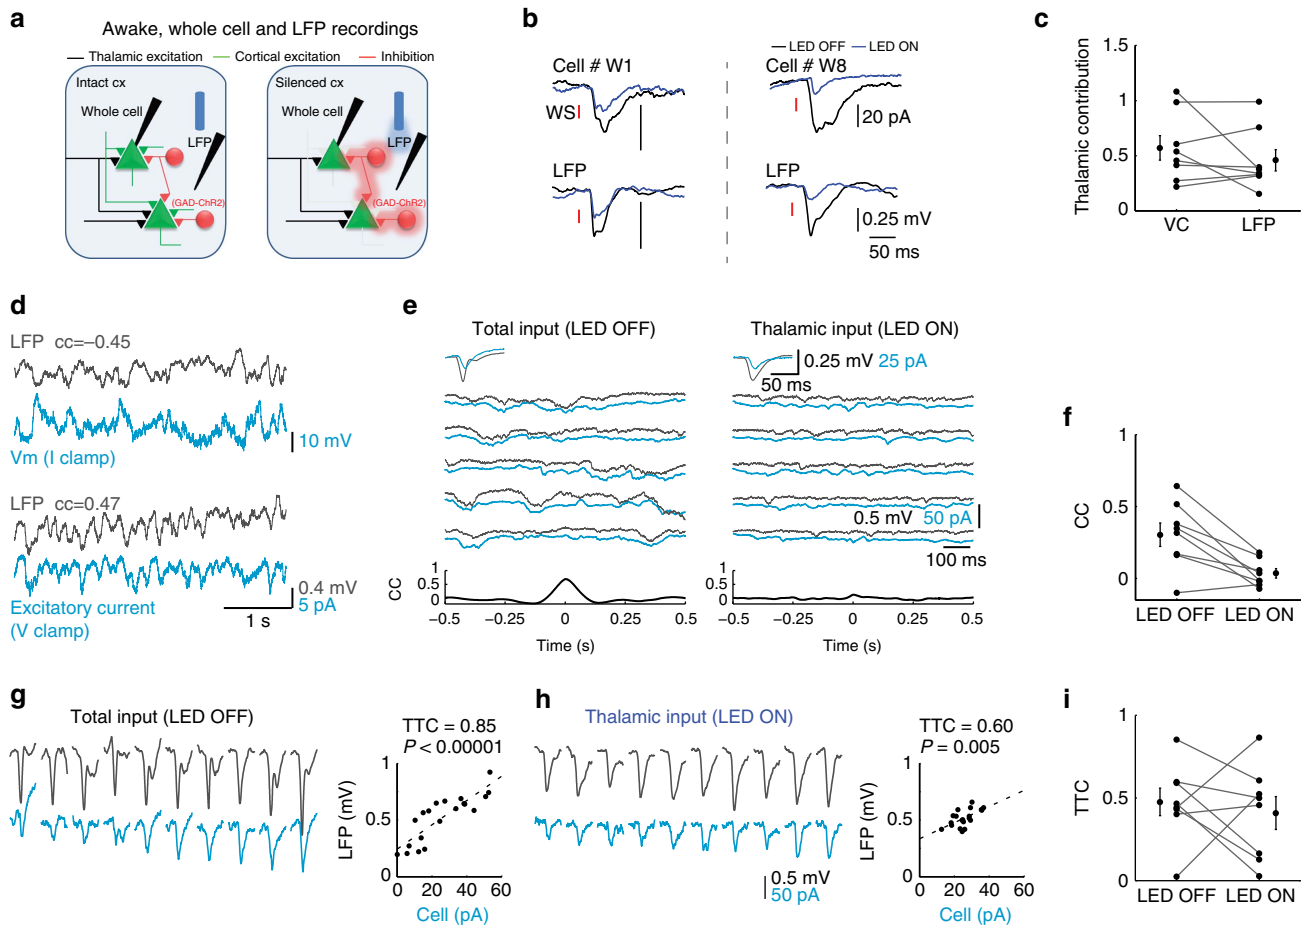 a
Awake, whole cell and LFP recordings
Thalamic excitation
Cortical excitation
Inhibition
Intact cx
Whole cell
LFP
(GAD-ChR2)
Silenced cx
Whole cell
LFP
(GAD-ChR2)
b
LED OFF
LED ON
Cell # W1
WS
Cell # W8
20 pA
LFP
LFP
0.25 mV
50 ms
c
Thalamic contribution
1.5
1
0.5
0
VC
LFP
d
LFP cc=−0.45
10 mV
Vm (I clamp)
LFP cc=0.47
0.4 mV
5 pA
Excitatory current
(V clamp)
1 s
e
Total input (LED OFF)
Thalamic input (LED ON)
0.25 mV 25 pA
50 ms
0.5 mV 50 pA
100 ms
CC
1
0.5
0
−0.5
−0.25
0
0.25
0.5
Time (s)
1
0.5
0
−0.5
−0.25
0
0.25
0.5
Time (s)
f
CC
1
0.5
0
LED OFF
LED ON
g
Total input (LED OFF)
TTC = 0.85
P < 0.00001
LFP (mV)
1
0.5
0
0
20
40
60
Cell (pA)
h
Thalamic input (LED ON)
0.5 mV
50 pA
TTC = 0.60
P = 0.005
LFP (mV)
1
0.5
0
0
20
40
60
Cell (pA)
i
TTC
1
0.5
0
LED OFF
LED ON